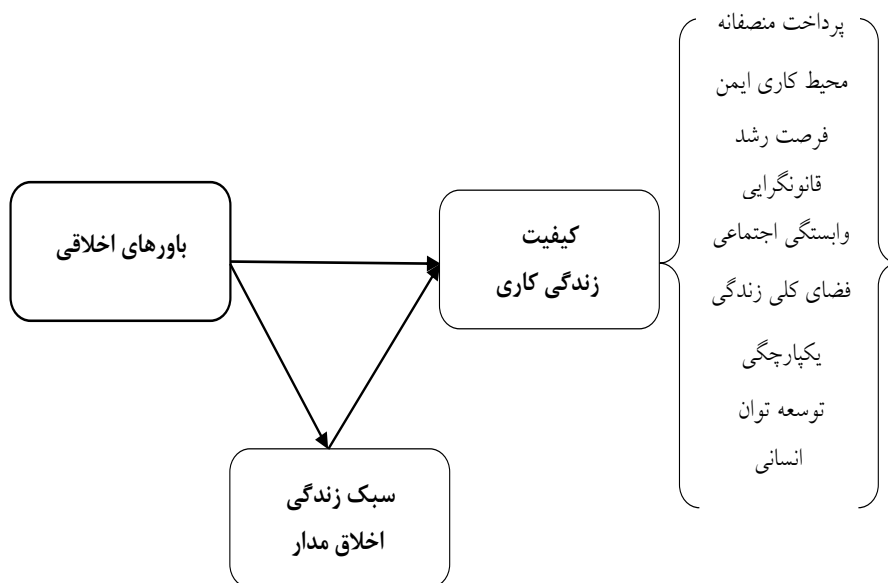 پرداخت منصفانه
محیط کاری ایمن
فرصت رشد
قانونگرایی
وابستگی اجتماعی
فضای کلی زندگی
یکپارچگی
توسعه توان
انسانی
کیفیت
زندگی کاری
باورهای اخلاقی
سبک زندگی
اخلاق مدار